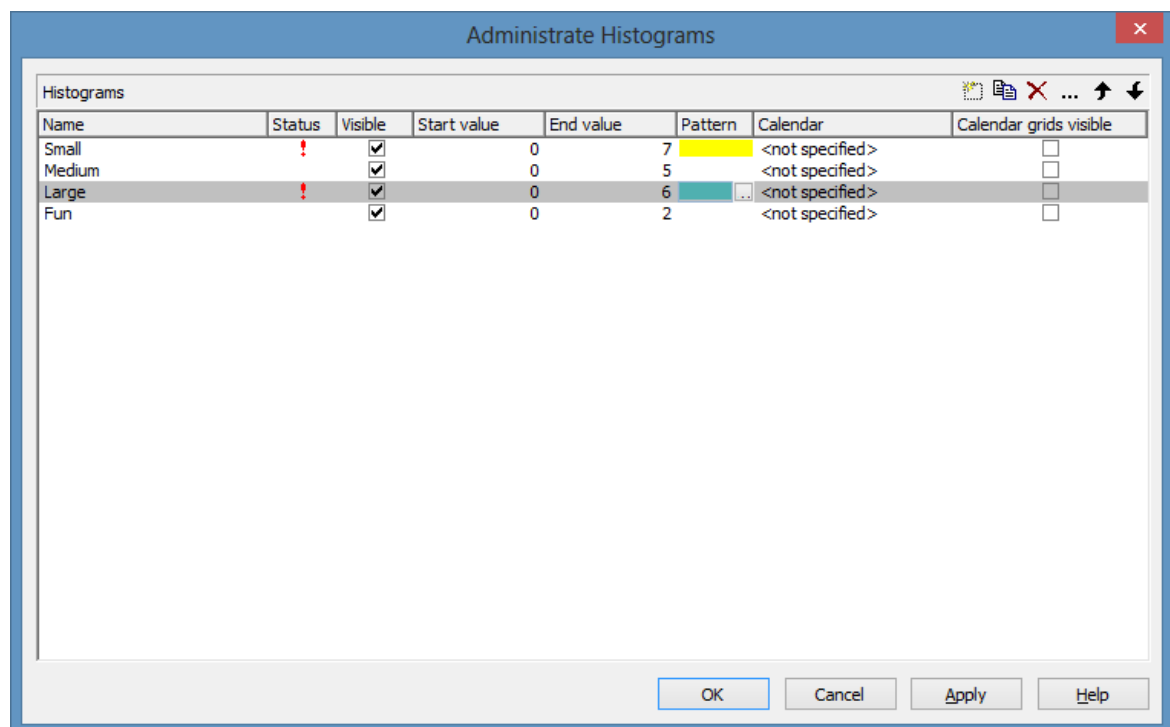 Administrate Histograms
Histograms
Name Status Visible Start value End value Pattern Calendar Calendar grids visible
Small ! 0 7 <not specified>
Medium 0 5 <not specified>
Large ! 0 6 .. <not specified>
Fun 0 2 <not specified>
OK Cancel Apply Help